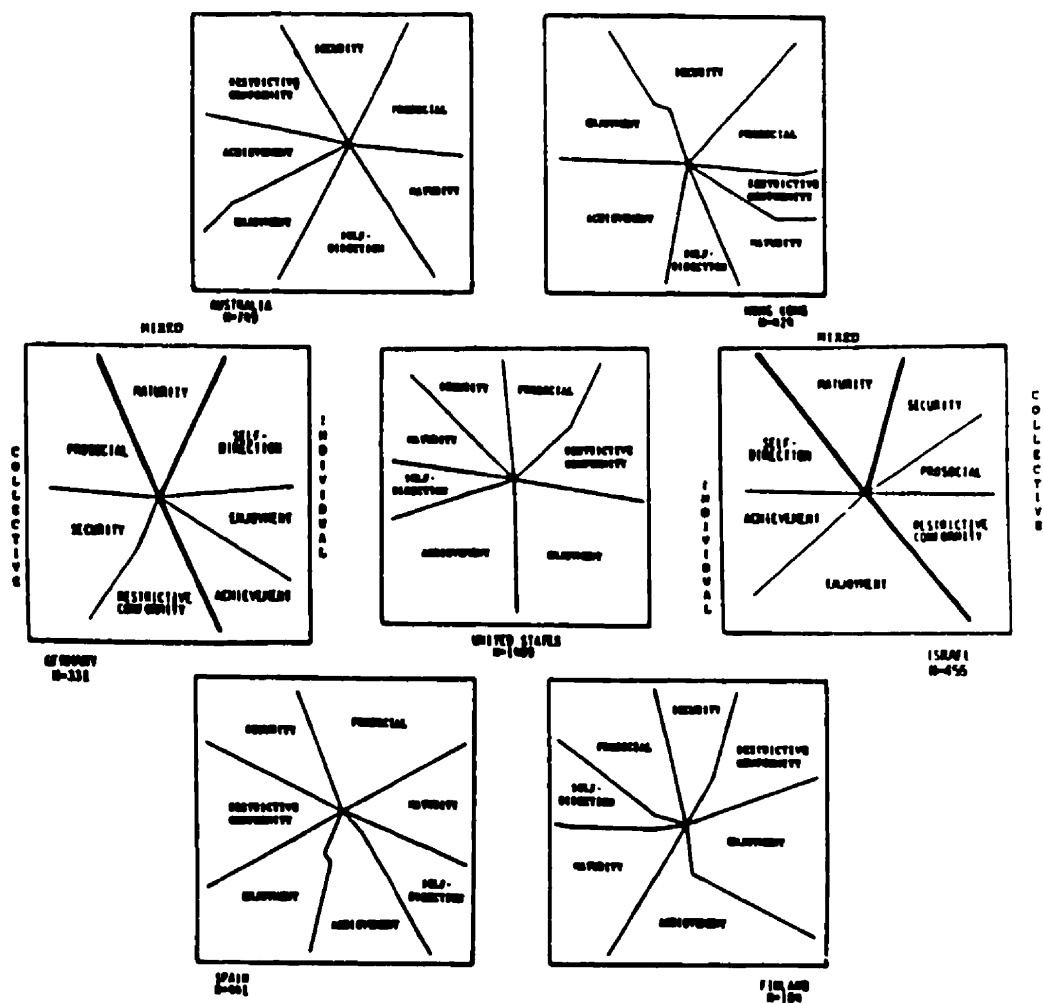 SECURITY
RESTRICTIVE
CONFORMITY
PROSOCIAL
ACHIEVEMENT
MATURITY
ENJOYMENT
SELF-
DIRECTION
AUSTRALIA
SECURITY
ENJOYMENT
PROSOCIAL
RESTRICTIVE
CONFORMITY
ACHIEVEMENT
MATURITY
SELF-
DIRECTION
HONG KONG
MIXED
COLLECTIVE
MATURITY
PROSOCIAL
SELF-
DIRECTION
SECURITY
ENJOYMENT
RESTRICTIVE
CONFORMITY
ACHIEVEMENT
INDIVIDUAL
GERMANY
N=331
SECURITY
PROSOCIAL
MATURITY
RESTRICTIVE
CONFORMITY
SELF-
DIRECTION
ACHIEVEMENT
ENJOYMENT
UNITED STATES
MIXED
INDIVIDUAL
MATURITY
SECURITY
SELF-
DIRECTION
PROSOCIAL
ACHIEVEMENT
RESTRICTIVE
CONFORMITY
ENJOYMENT
COLLECTIVE
ISRAEL
N=456
SECURITY
PROSOCIAL
RESTRICTIVE
CONFORMITY
MATURITY
ENJOYMENT
SELF-
DIRECTION
ACHIEVEMENT
SPAIN
SECURITY
PROSOCIAL
RESTRICTIVE
CONFORMITY
SELF-
DIRECTION
ENJOYMENT
MATURITY
ACHIEVEMENT
FINLAND